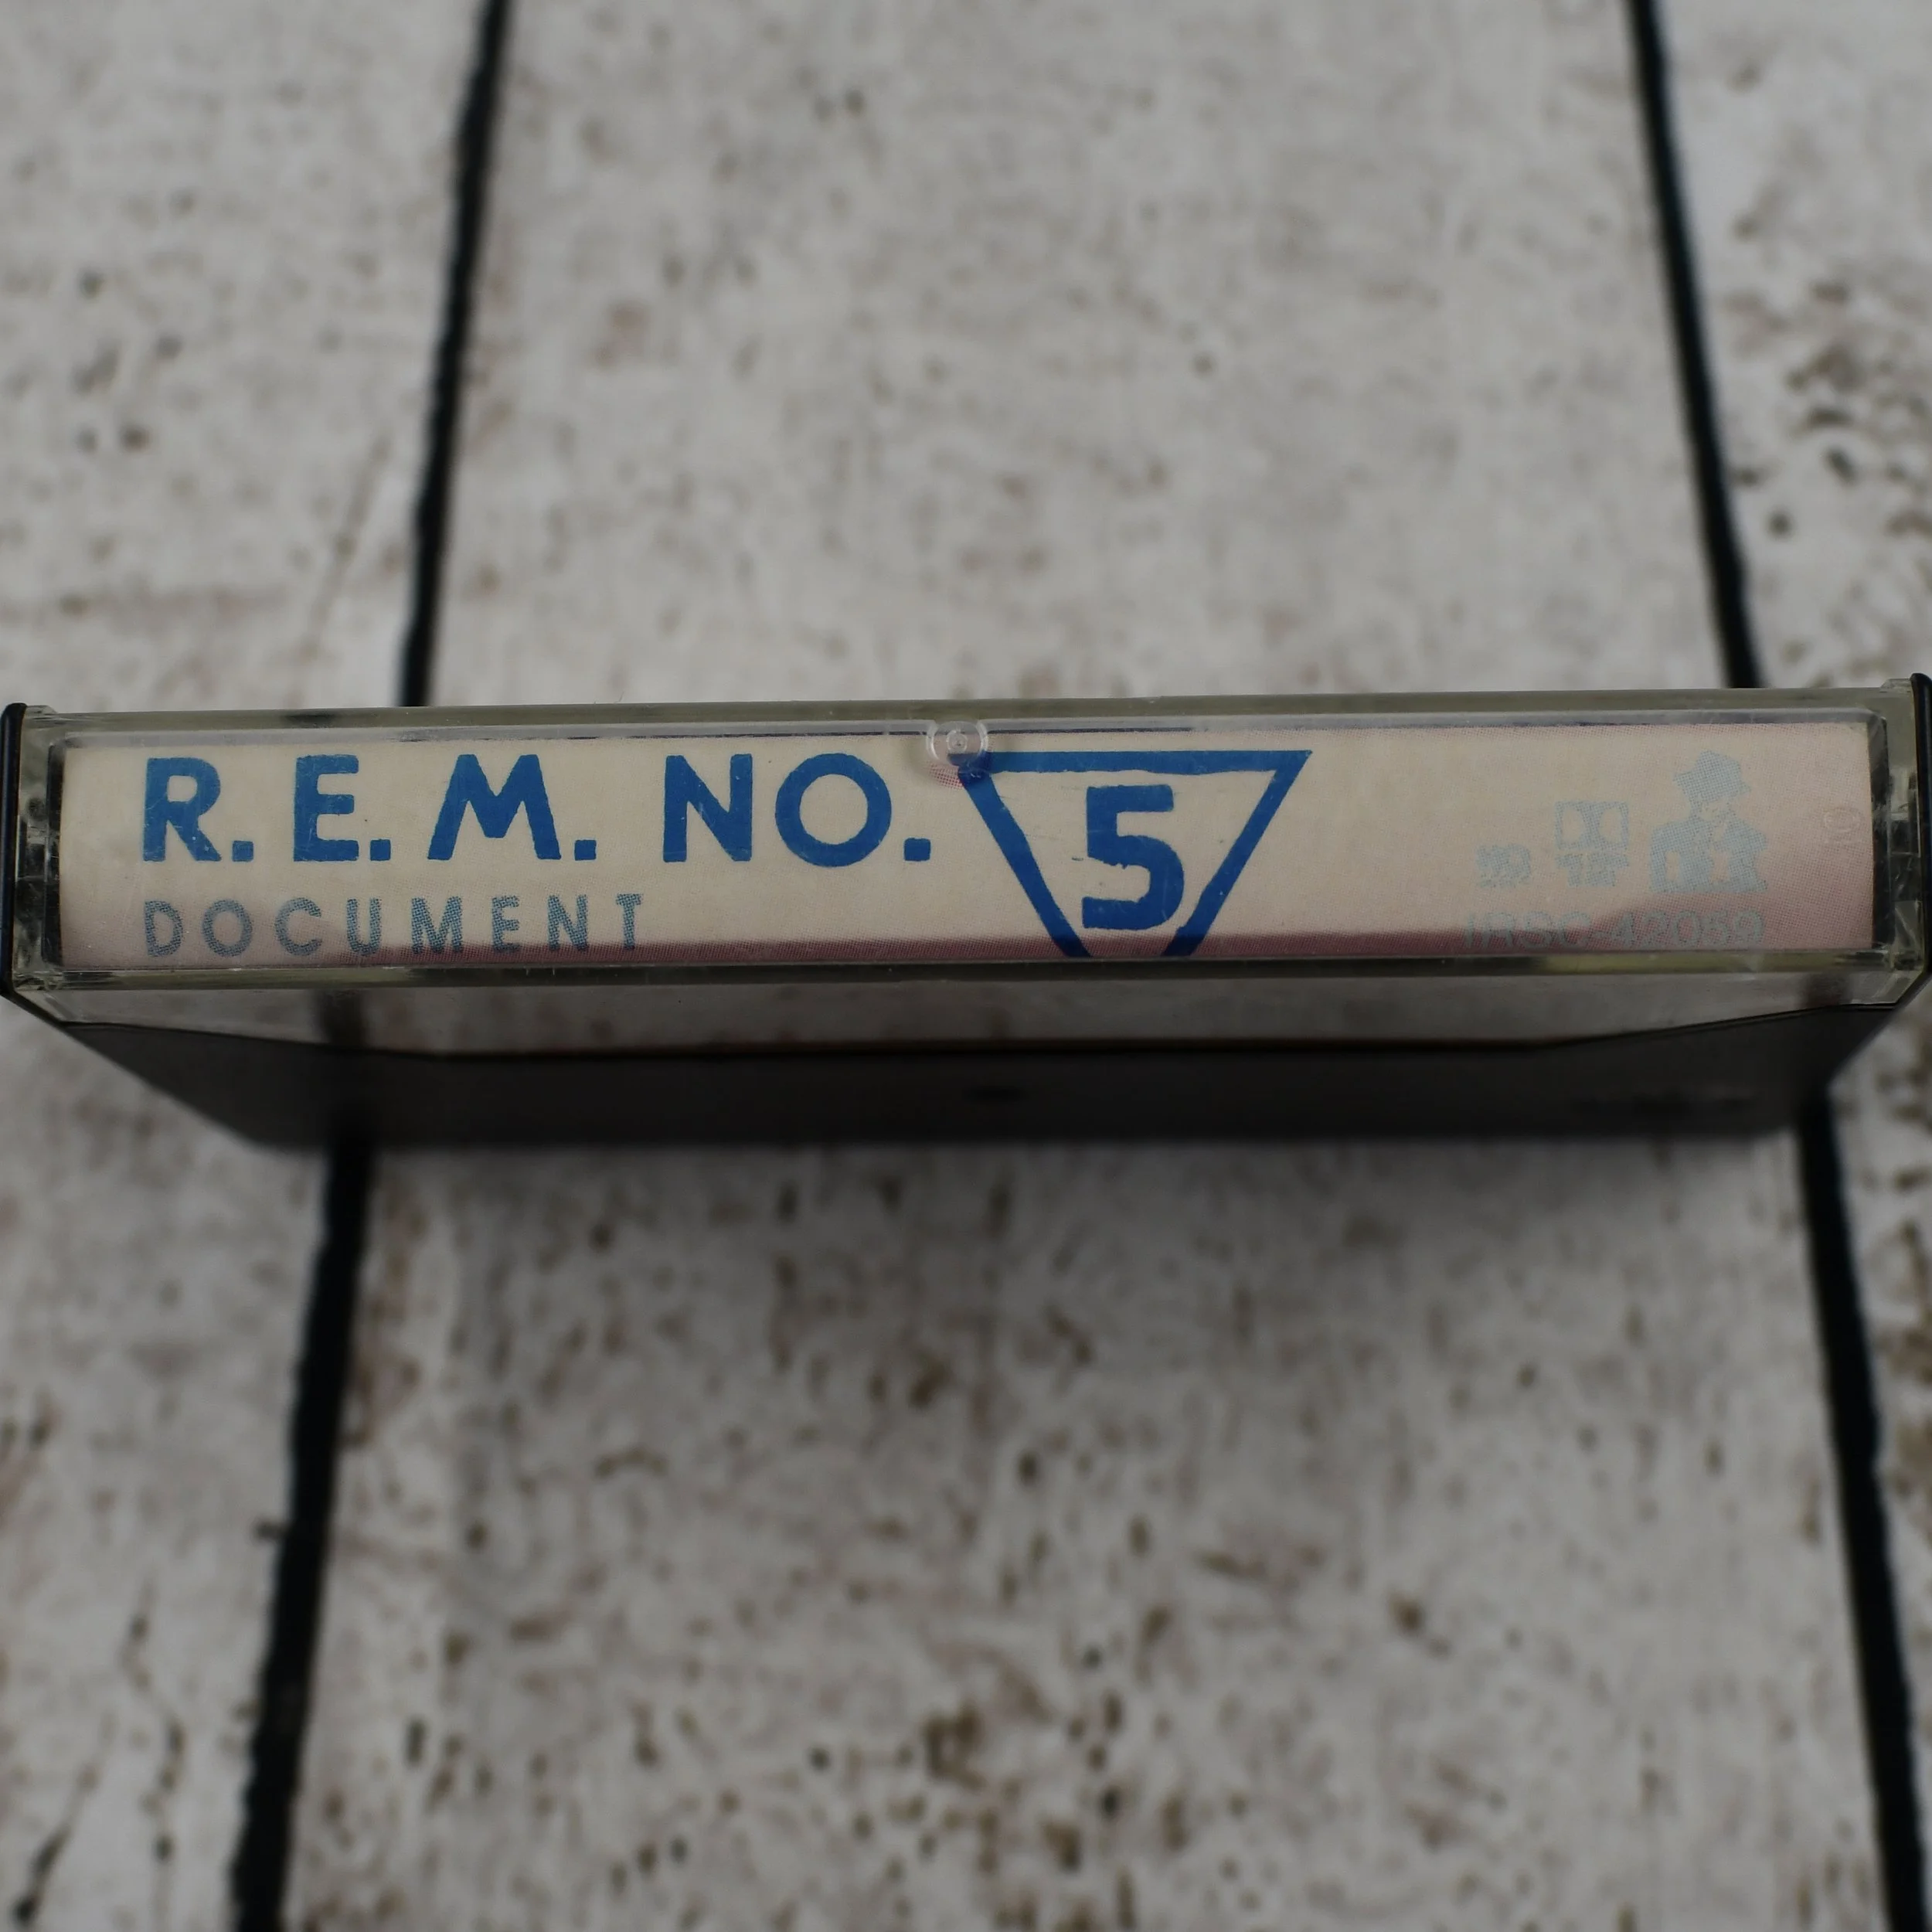 R.E.M. NO. 5
DOCUMENT
IRSC-42059